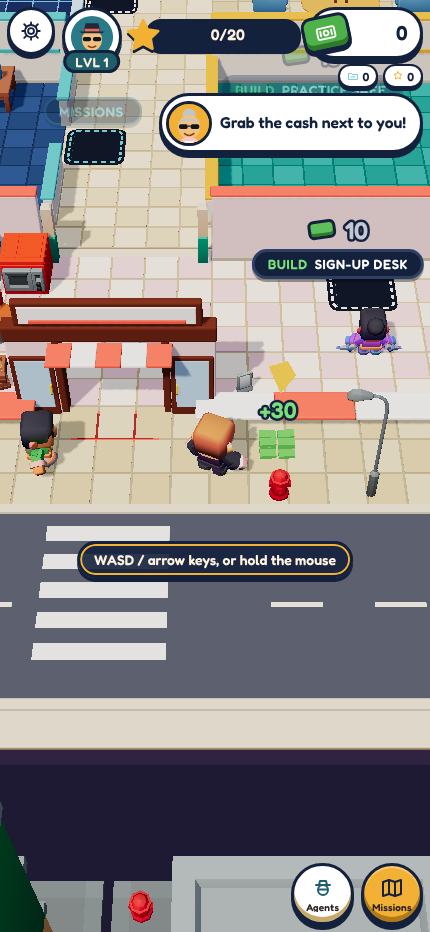 0/20
0
LVL 1
0
0
MISSIONS
BUILD PRACTICE
Grab the cash next to you!
10
BUILD SIGN-UP DESK
+30
WASD / arrow keys, or hold the mouse
Agents
Missions